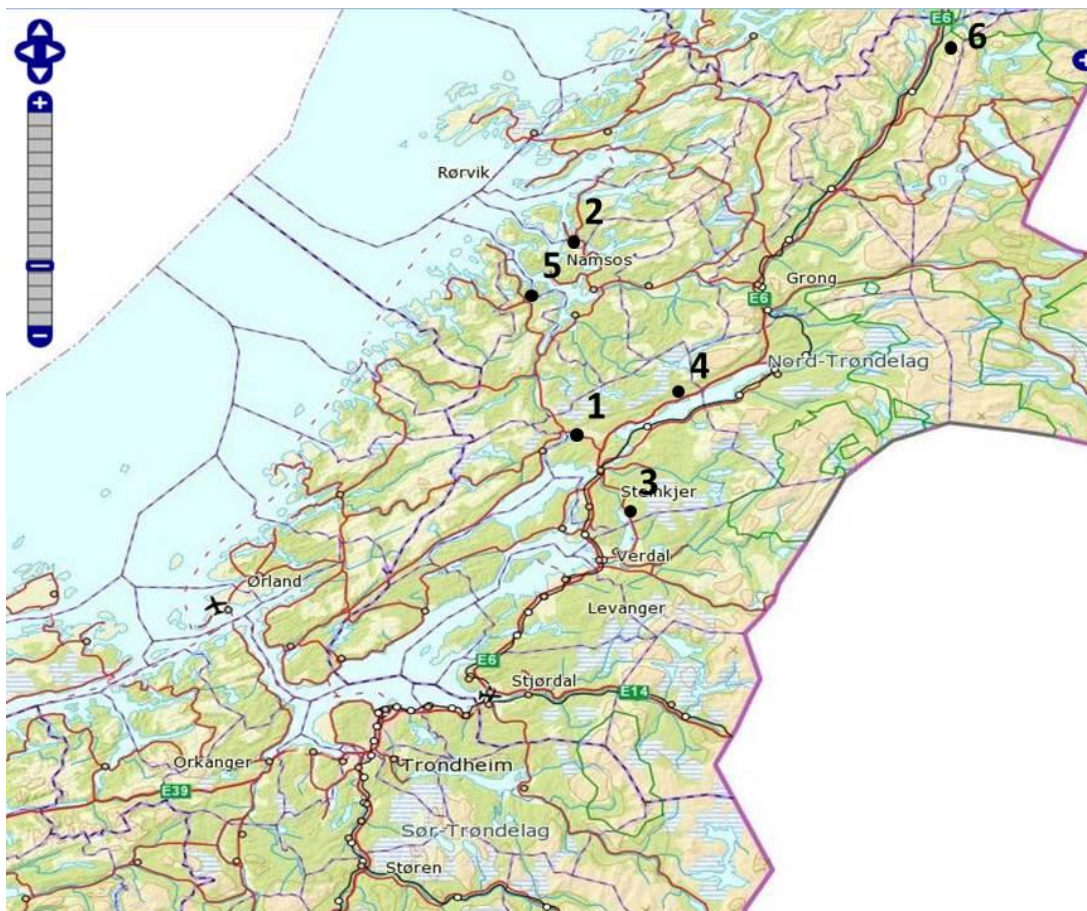 E6
6
Rørvik
2
Namsos
5
Grong
E6
Nord-Trøndelag
4
1
3
Steinkjer
Verdal
Ørland
Levanger
E6
Stjørdal
E14
Orkanger
Trondheim
E39
Sør-Trøndelag
Støren